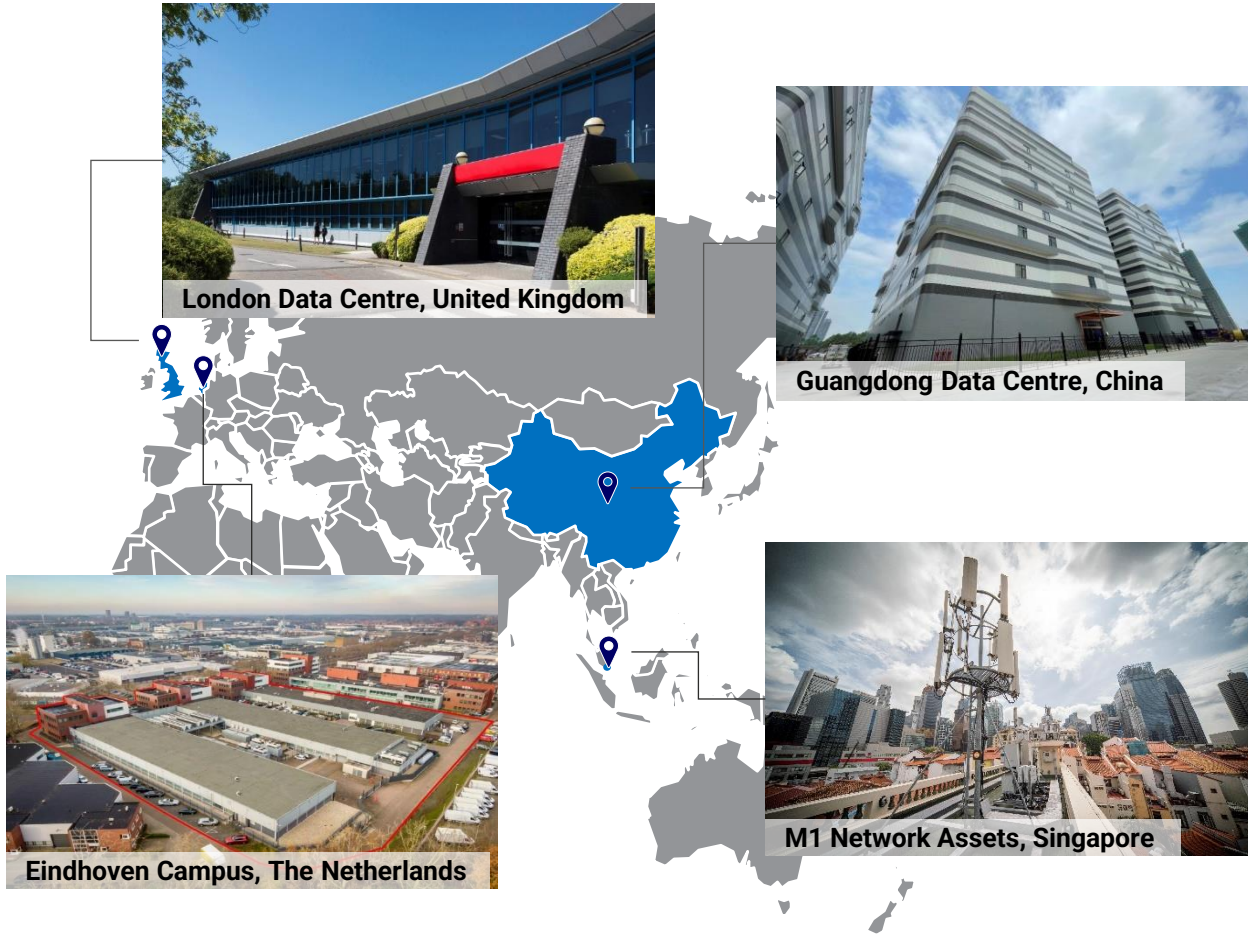 London Data Centre, United Kingdom
Guangdong Data Centre, China
Eindhoven Campus, The Netherlands
M1 Network Assets, Singapore